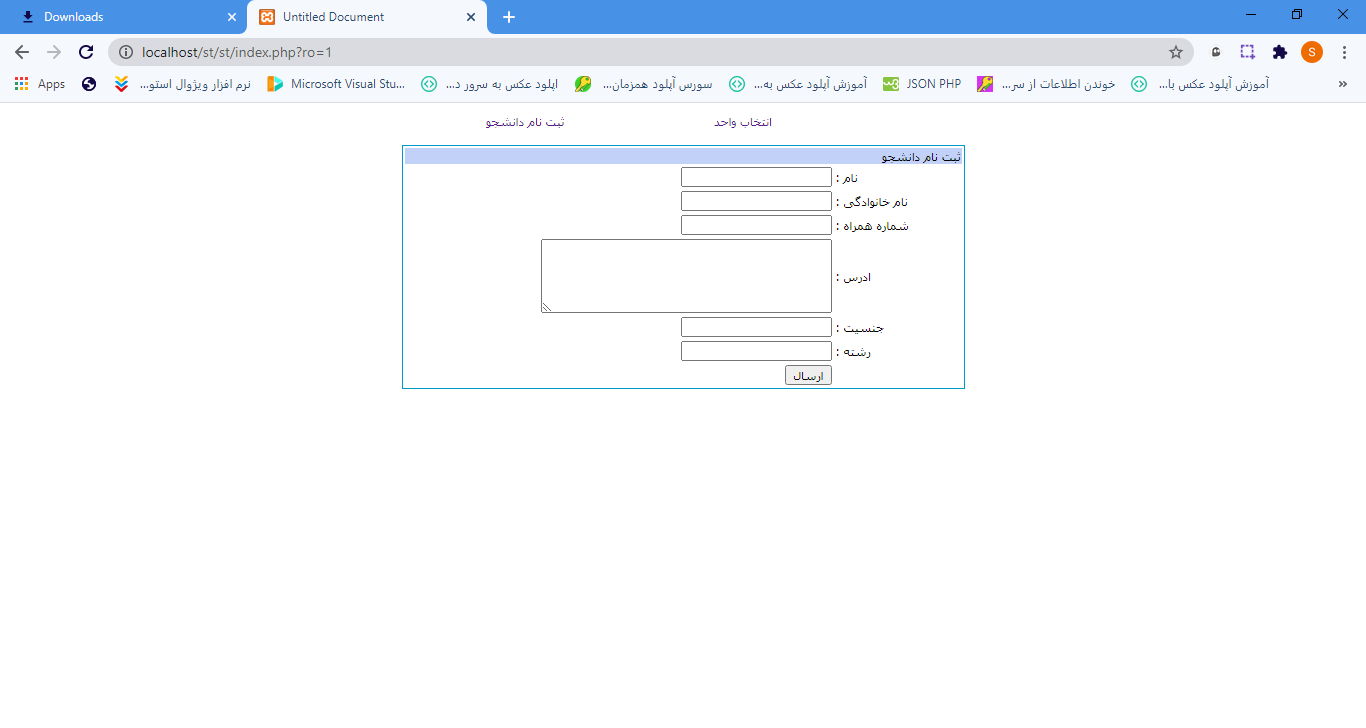 Downloads
Untitled Document
localhost/st/st/index.php?ro=1
Apps
نرم افزار ویژوال استو...
Microsoft Visual Stu...
اپلود عکس به سرور د...
سورس آپلود همزمان...
آموزش آپلود عکس به...
JSON PHP
خوندن اطلاعات از سر...
آموزش آپلود عکس با...
»
انتخاب واحد
ثبت نام دانشجو
ثبت نام دانشجو
نام :
نام خانوادگی :
شماره همراه :
ادرس :
جنسیت :
رشته :
ارسال
S